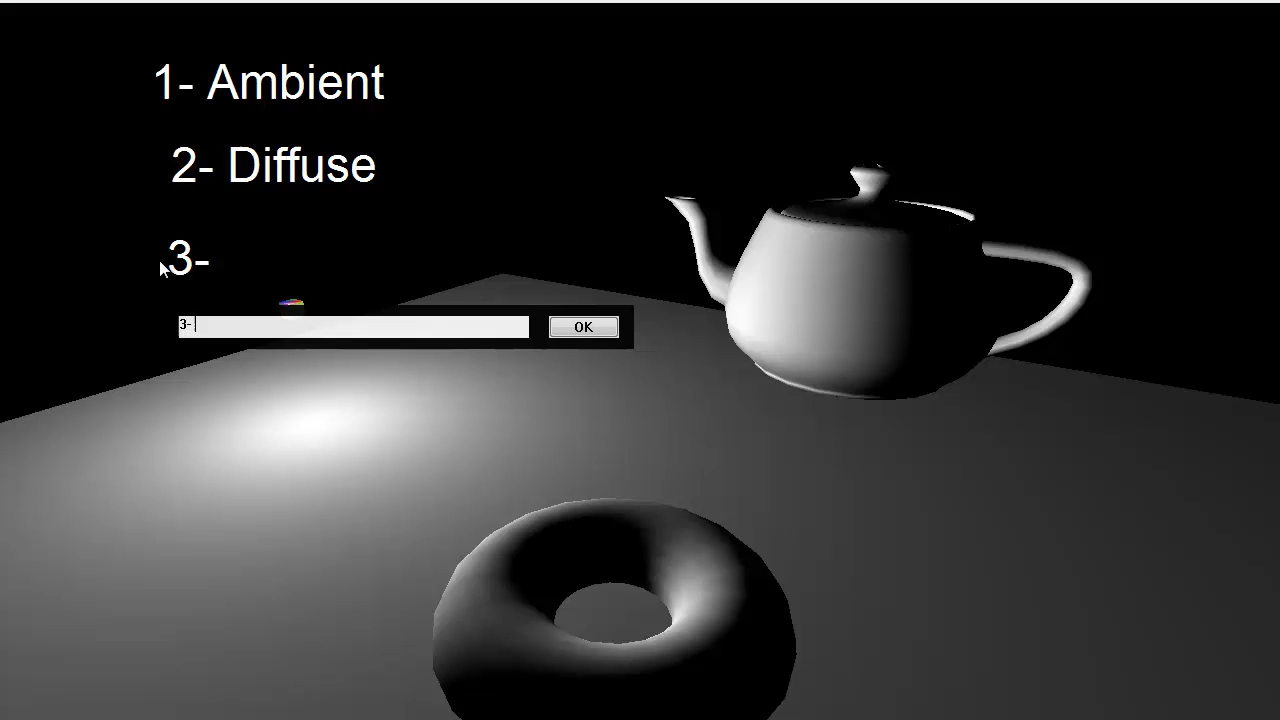 1- Ambient
2- Diffuse
3-
3-
OK